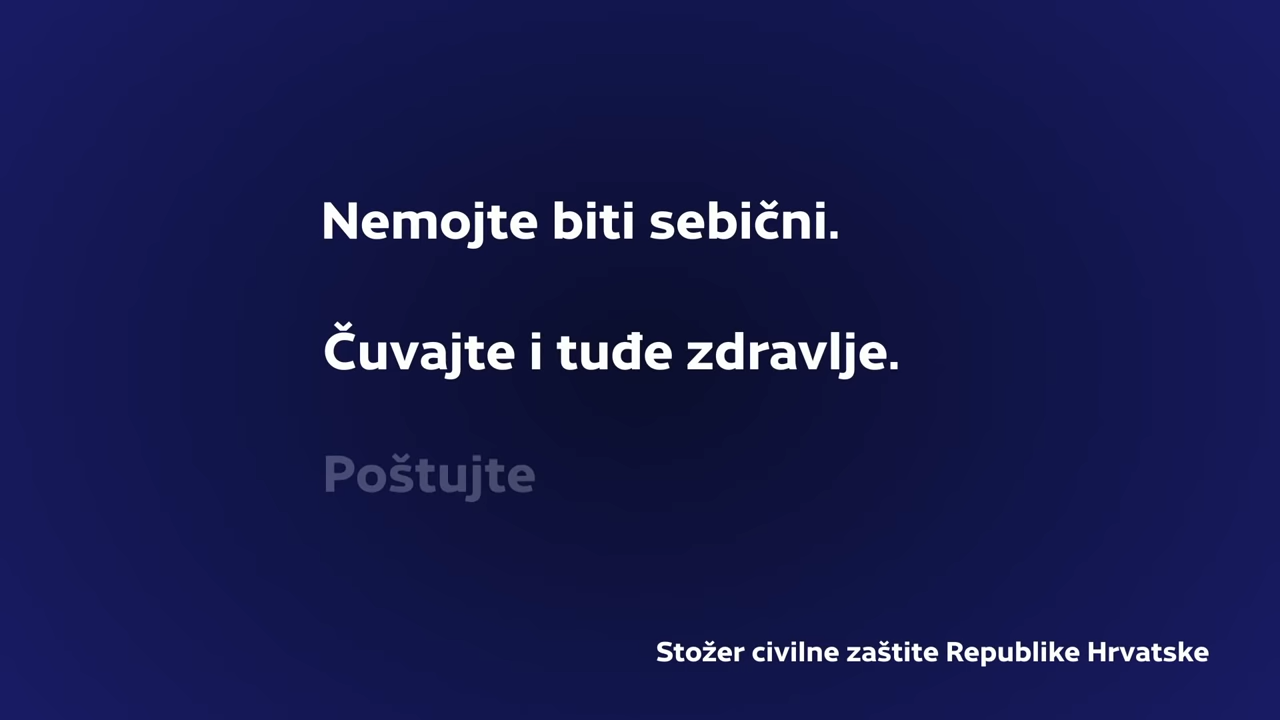 Nemojte biti sebični.
Čuvajte i tuđe zdravlje.
Poštujte
Stožer civilne zaštite Republike Hrvatske